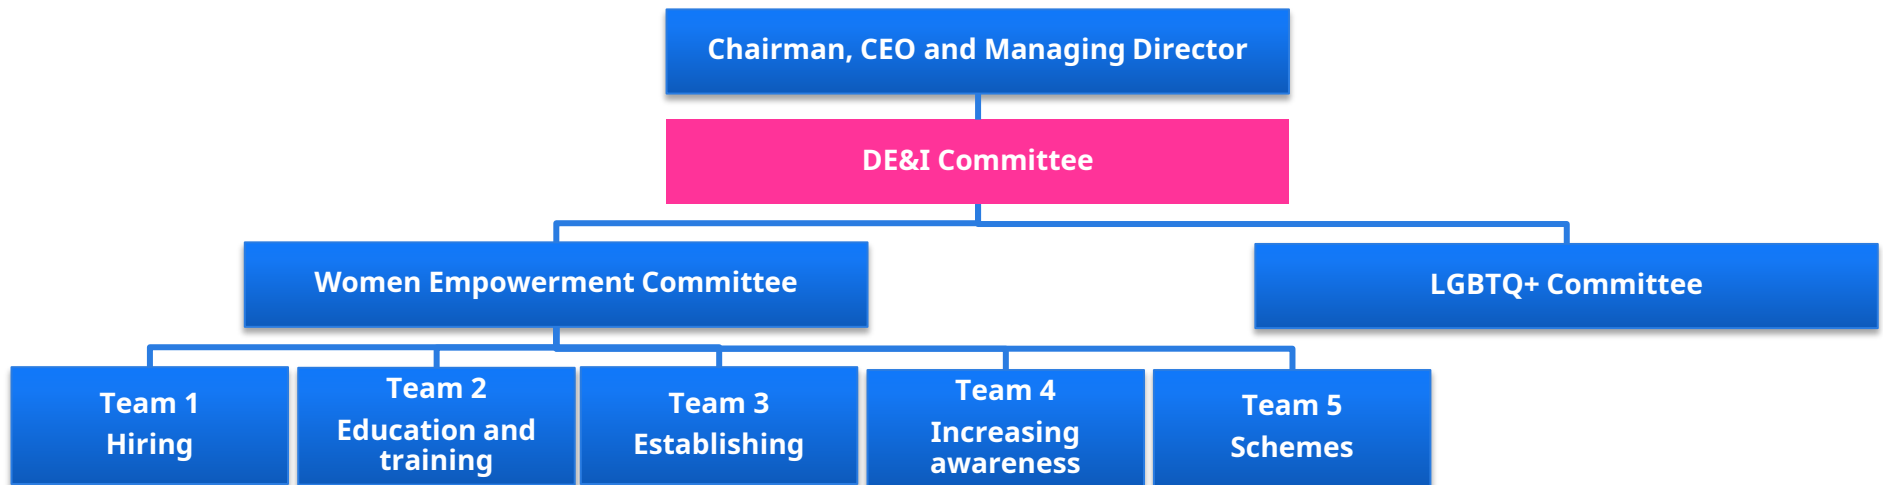 Chairman, CEO and Managing Director
DE&I Committee
Women Empowerment Committee
LGBTQ+ Committee
Team 1
Hiring
Team 2
Education and
training
Team 3
Establishing
Team 4
Increasing
awareness
Team 5
Schemes